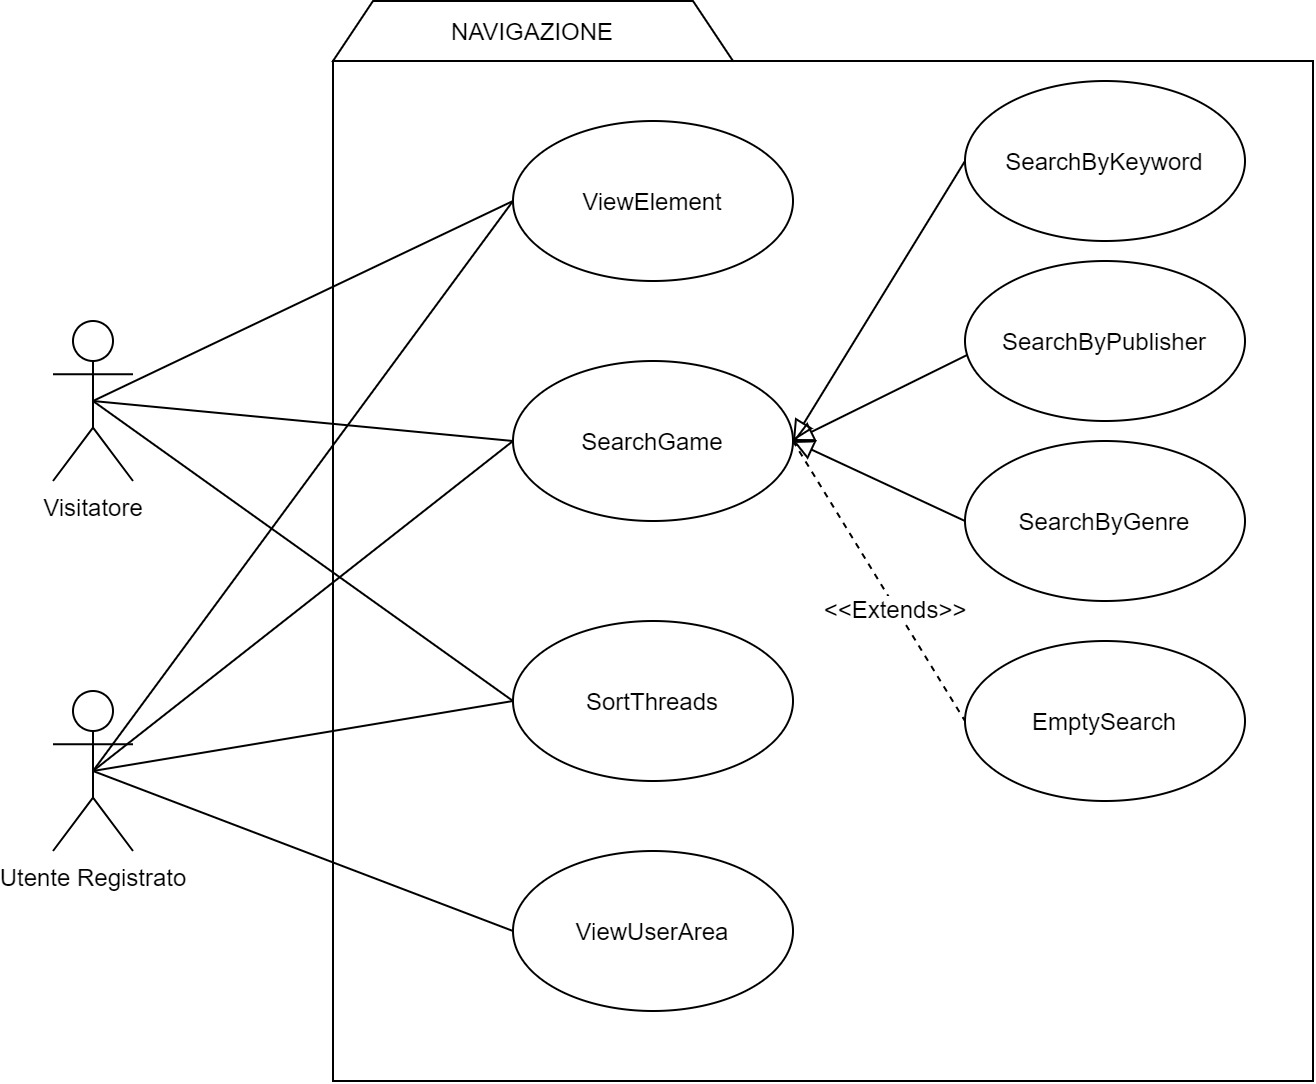 NAVIGAZIONE
ViewElement
SearchByKeyword
SearchByPublisher
SearchGame
Visitatore
SearchByGenre
<<Extends>>
SortThreads
EmptySearch
Utente Registrato
ViewUserArea